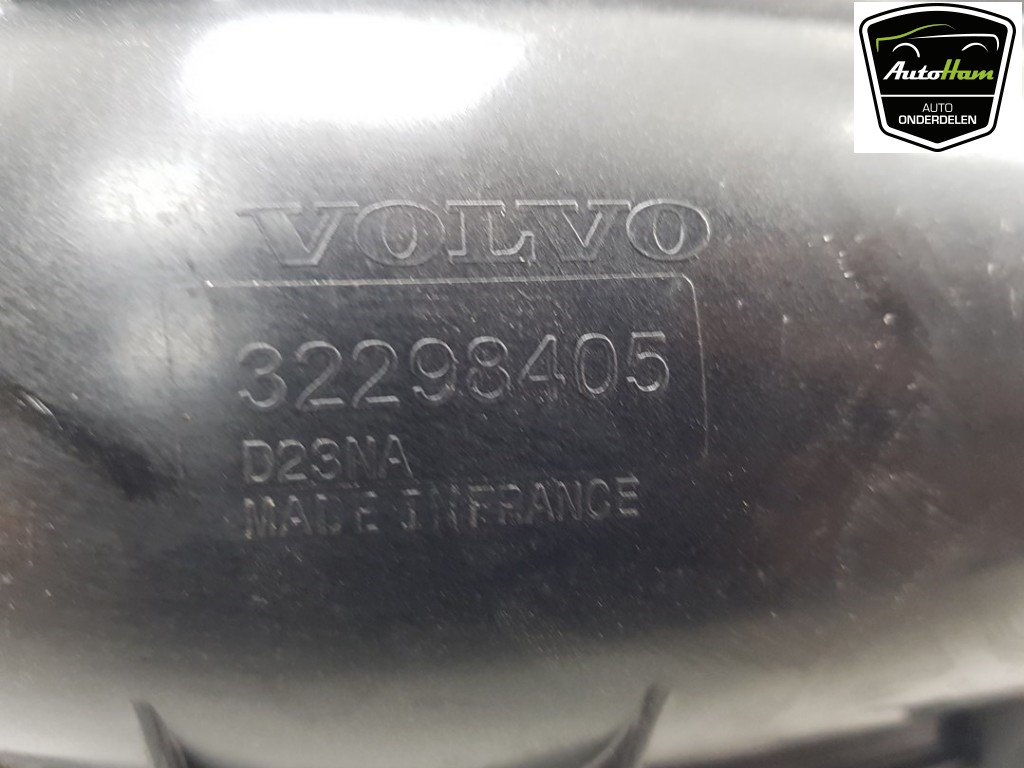 AutoHam
AUTO
ONDERDELEN
VOLVO
32298405
D23NA
MADE IN FRANCE